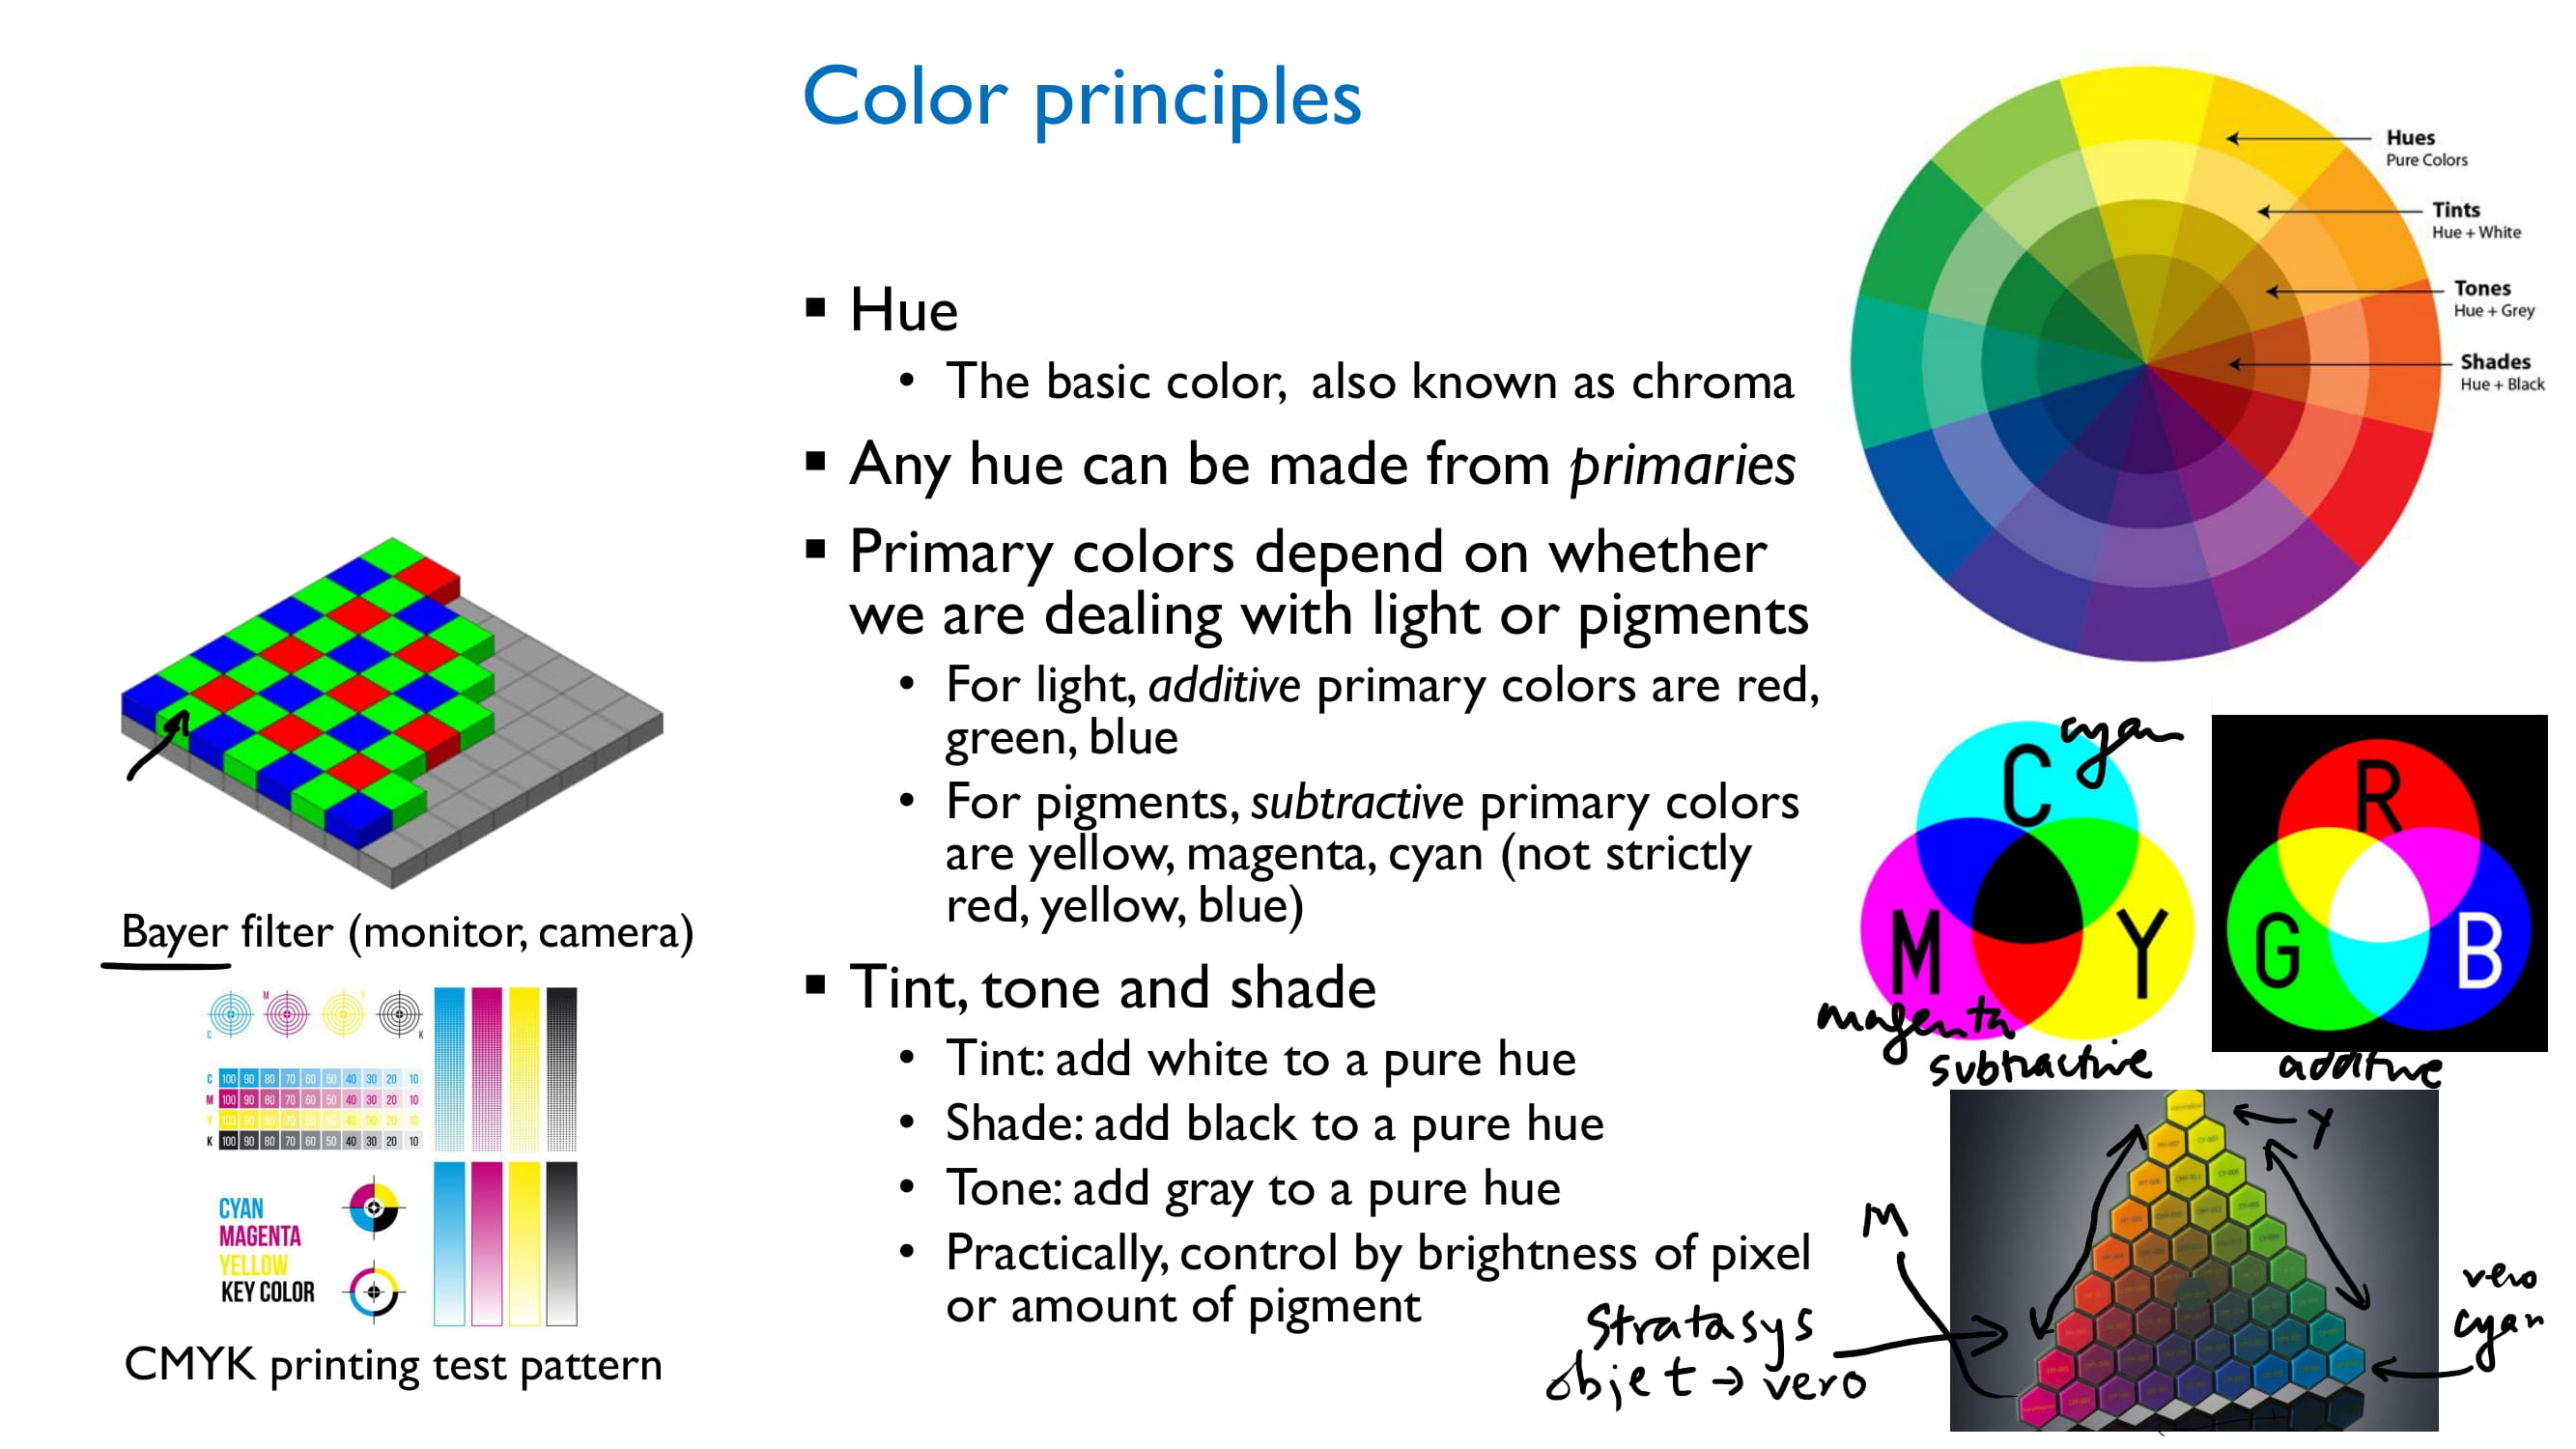 Color principles
▪ Hue
• The basic color, also known as chroma
▪ Any hue can be made from primaries
▪ Primary colors depend on whether
we are dealing with light or pigments
• For light, additive primary colors are red,
green, blue
• For pigments, subtractive primary colors
are yellow, magenta, cyan (not strictly
red, yellow, blue)
▪ Tint, tone and shade
• Tint: add white to a pure hue
• Shade: add black to a pure hue
• Tone: add gray to a pure hue
• Practically, control by brightness of pixel
or amount of pigment
Bayer filter (monitor, camera)
C M Y K
C 100 90 80 70 60 50 40 30 20 10
M 100 90 80 70 60 50 40 30 20 10
Y 100 90 80 70 60 50 40 30 20 10
K 100 90 80 70 60 50 40 30 20 10
CYAN
MAGENTA
YELLOW
KEY COLOR
CMYK printing test pattern
Hues
Pure Colors
Tints
Hue + White
Tones
Hue + Grey
Shades
Hue + Black
C
cyan
M
Y
magenta
subtractive
R
G
B
additive
Y
M
vero
cyan
Stratasys
objet → vero